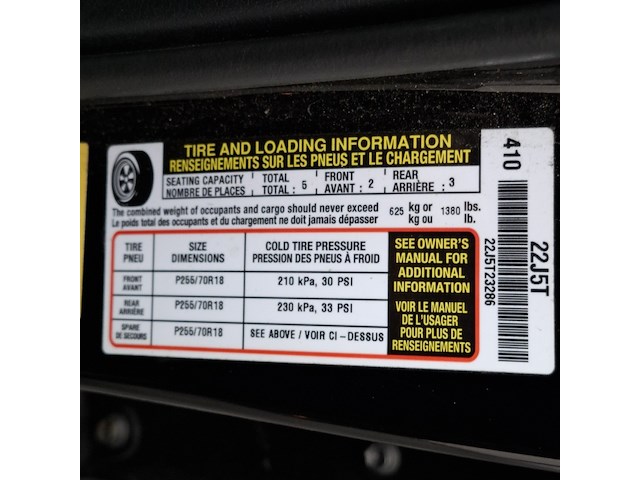 TIRE AND LOADING INFORMATION
RENSEIGNEMENTS SUR LES PNEUS ET LE CHARGEMENT
SEATING CAPACITY TOTAL FRONT REAR
NOMBRE DE PLACES TOTAL : 5 AVANT : 2 ARRIÈRE : 3
The combined weight of occupants and cargo should never exceed 625 kg or 1380 lbs.
Le poids total des occupants et du chargement ne doit jamais dépasser kg ou lb.
TIRE SIZE COLD TIRE PRESSURE
PNEU DIMENSIONS PRESSION DES PNEUS À FROID
FRONT
AVANT P255/70R18 210 kPa, 30 PSI
REAR
ARRIÈRE P255/70R18 230 kPa, 33 PSI
SPARE
DE SECOURS P255/70R18 SEE ABOVE / VOIR CI-DESSUS
SEE OWNER'S
MANUAL FOR
ADDITIONAL
INFORMATION
VOIR LE MANUEL
DE L'USAGER
POUR PLUS DE
RENSEIGNEMENTS
22J5T23286
410
22J5T